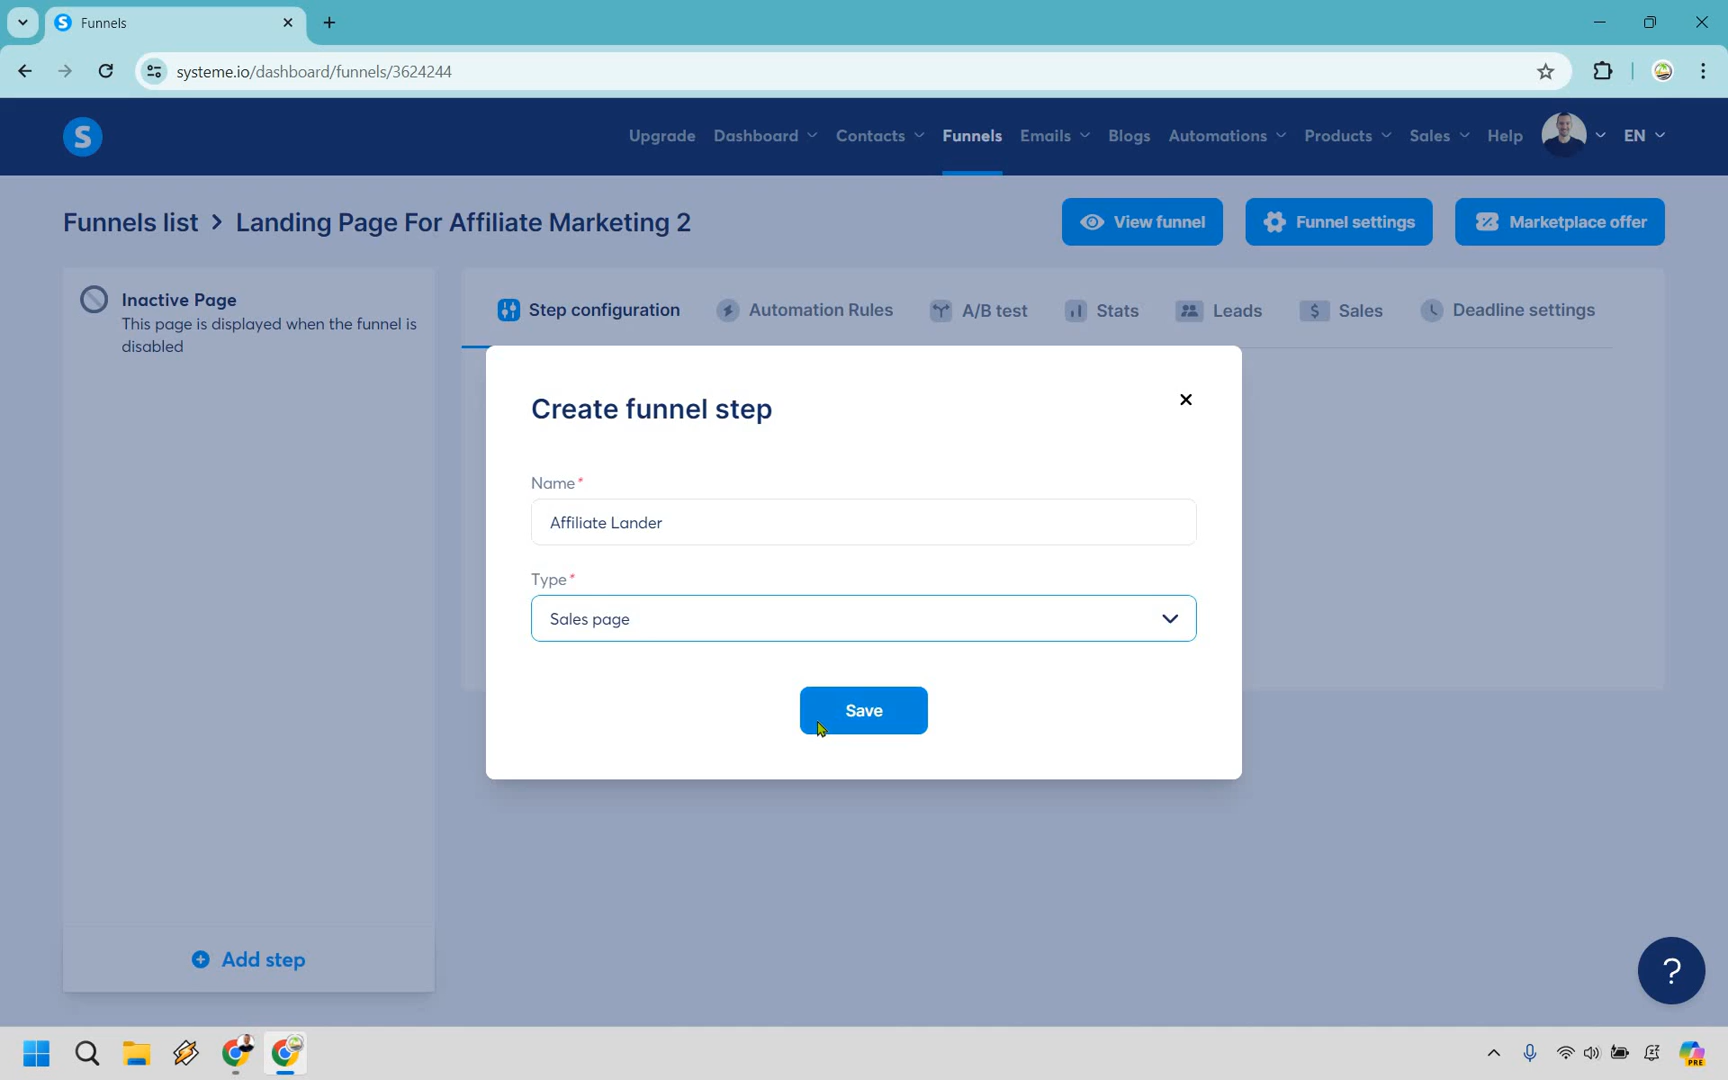 Funnels
systeme.io/dashboard/funnels/3624244
S
Upgrade Dashboard Contacts Funnels Emails Blogs Automations Products Sales Help EN
Funnels list > Landing Page For Affiliate Marketing 2
View funnel
Funnel settings
Marketplace offer
Inactive Page
This page is displayed when the funnel is
disabled
Step configuration
Automation Rules
A/B test
Stats
Leads
Sales
Deadline settings
Create funnel step
Name*
Affiliate Lander
Type*
Sales page
Save
Add step
?
PRE